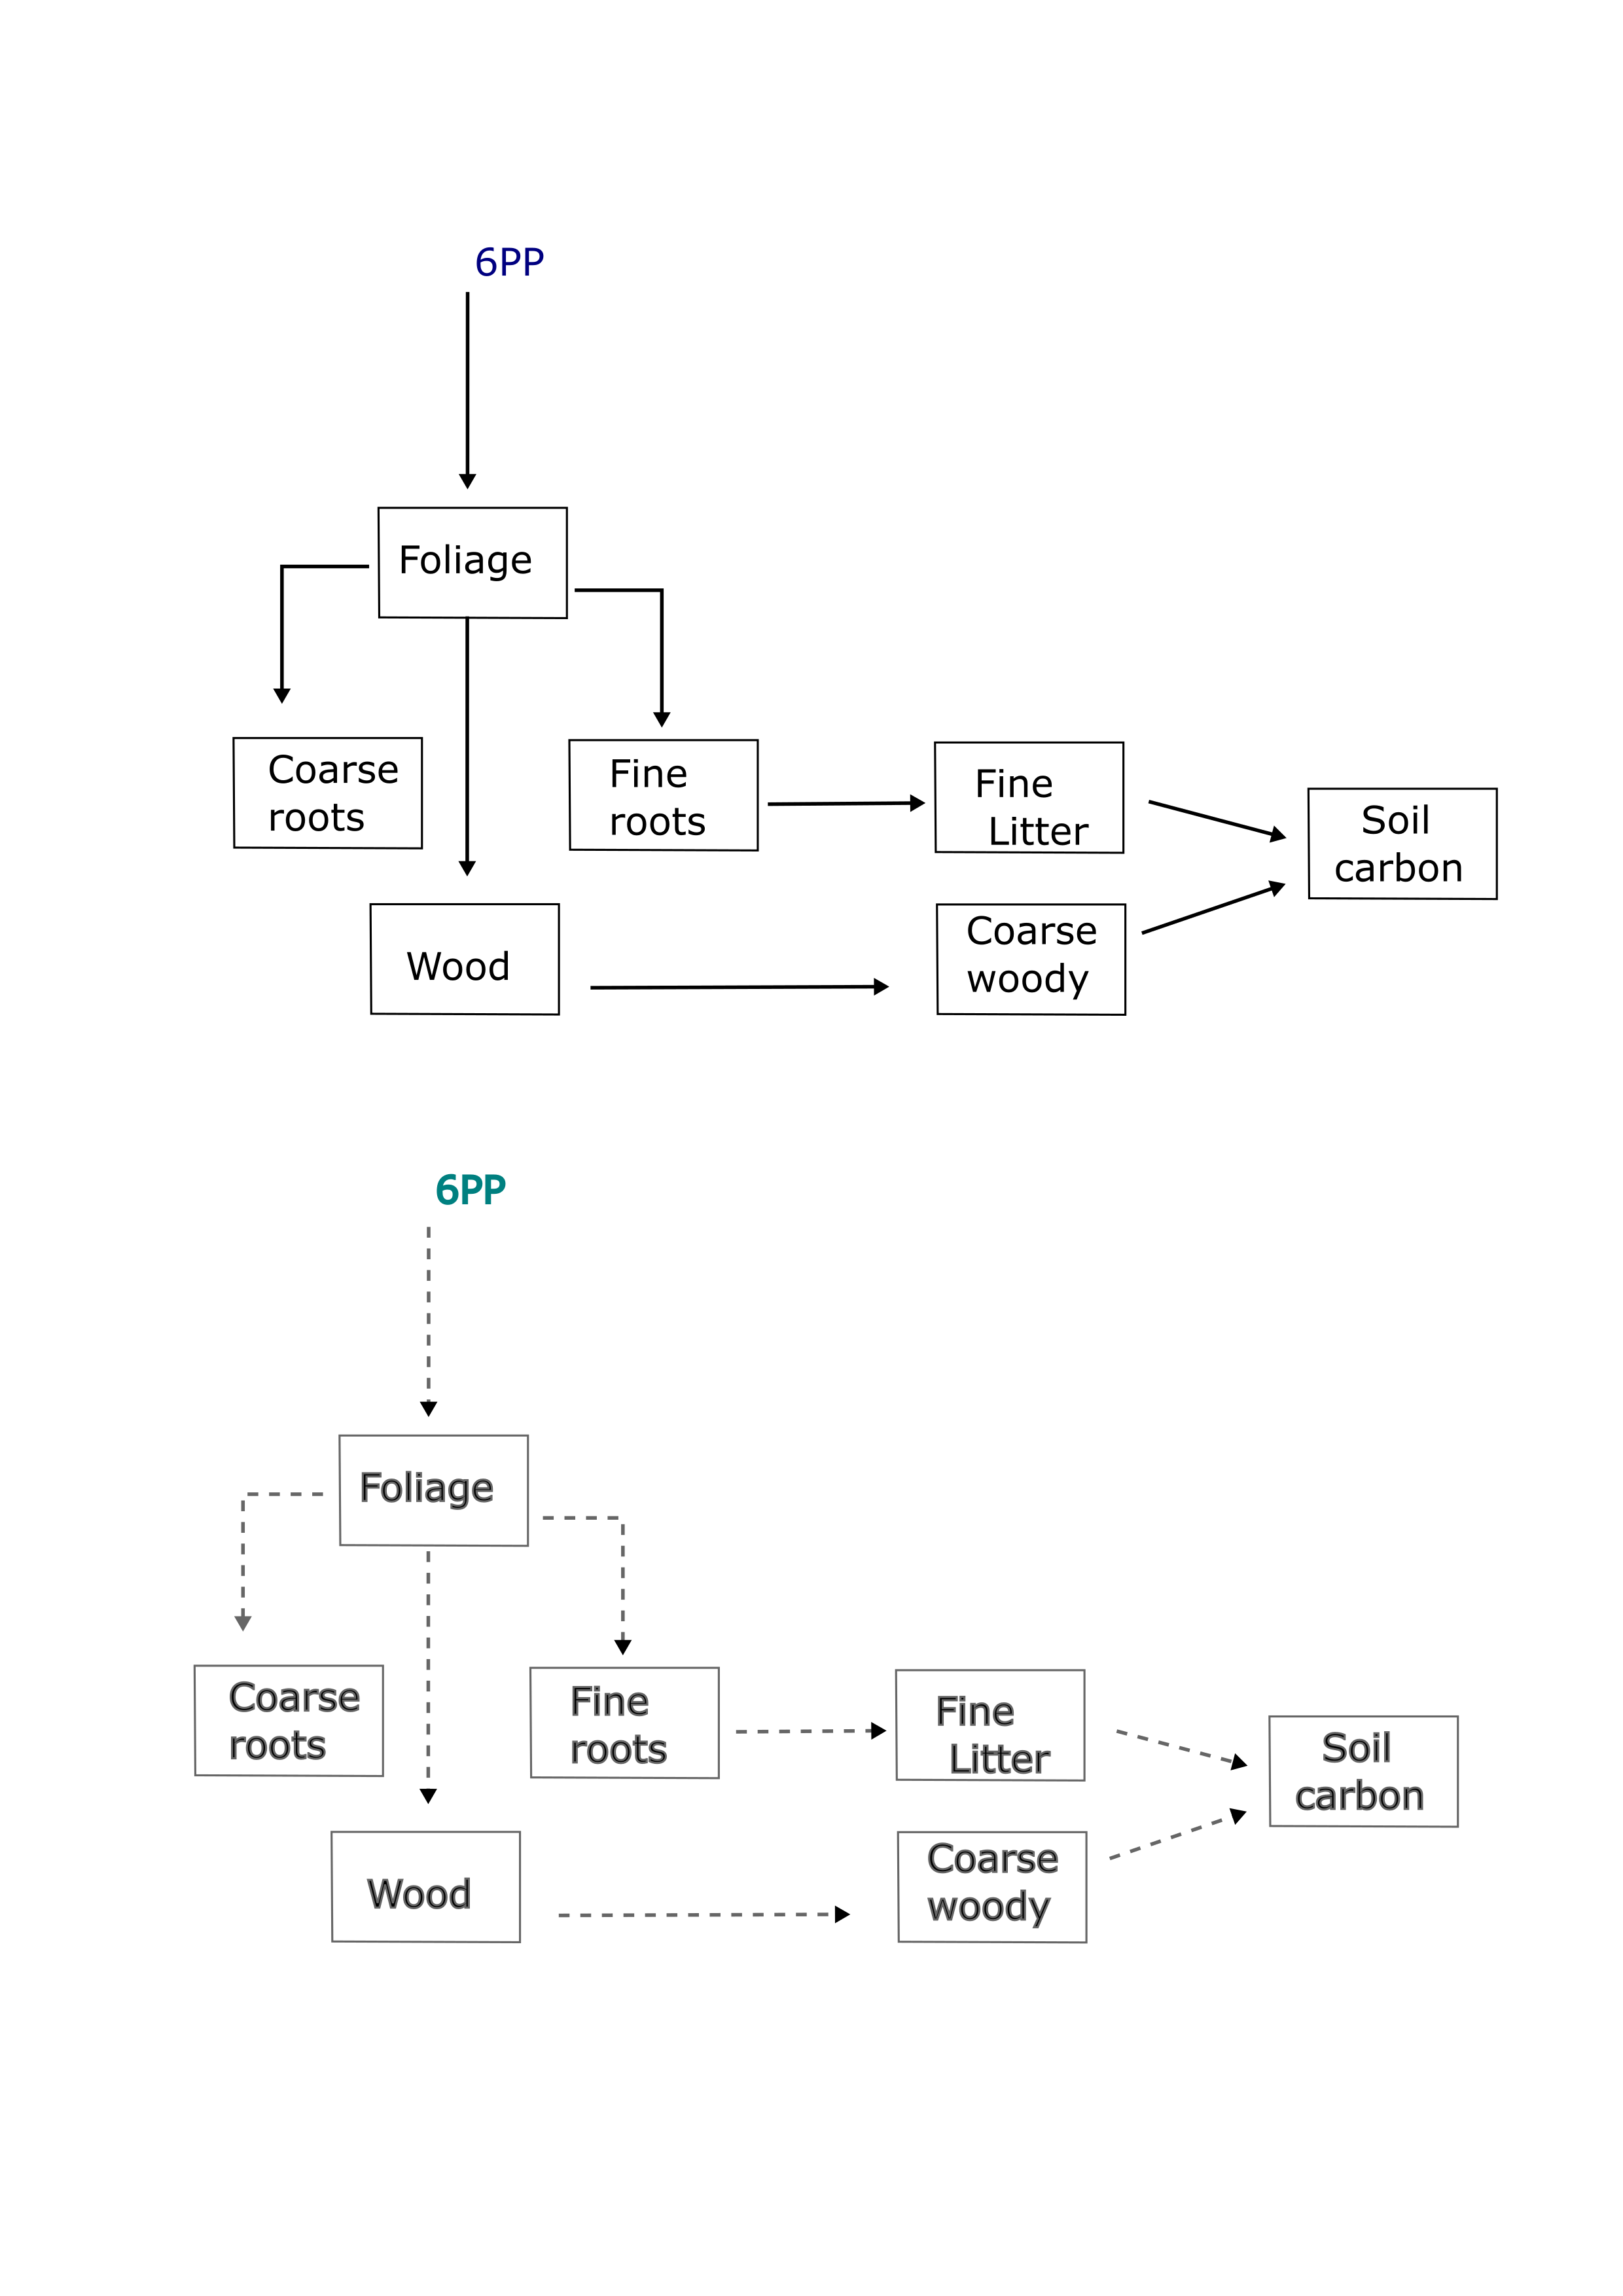 6PP
Foliage
Coarse
roots
Fine
roots
Fine
Litter
Soil
carbon
Wood
Coarse
woody
6PP
Foliage
Coarse
roots
Fine
roots
Fine
Litter
Soil
carbon
Wood
Coarse
woody